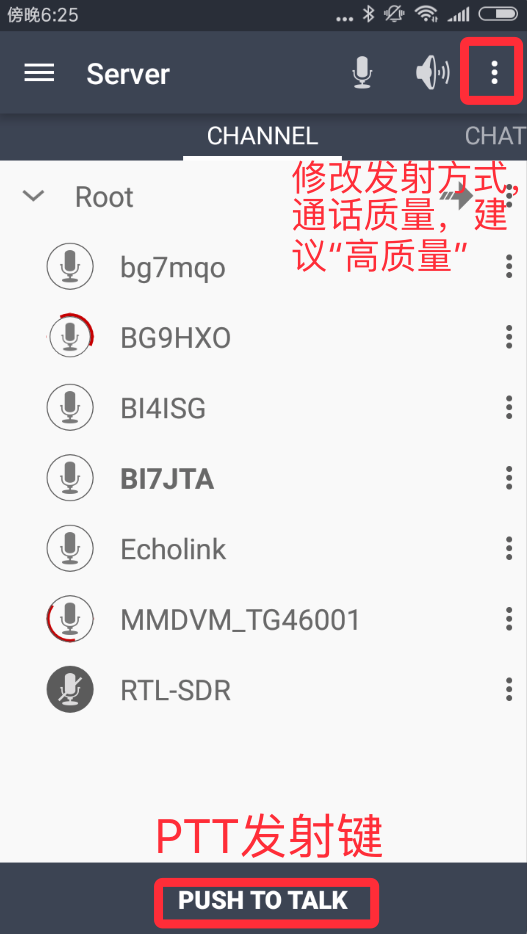 傍晚6:25
Server
CHANNEL
CHAT
Root
修改发射方式，
通话质量，建
议“高质量”
bg7mqo
BG9HXO
BI4ISG
BI7JTA
Echolink
MMDVM_TG46001
RTL-SDR
PTT发射键
PUSH TO TALK